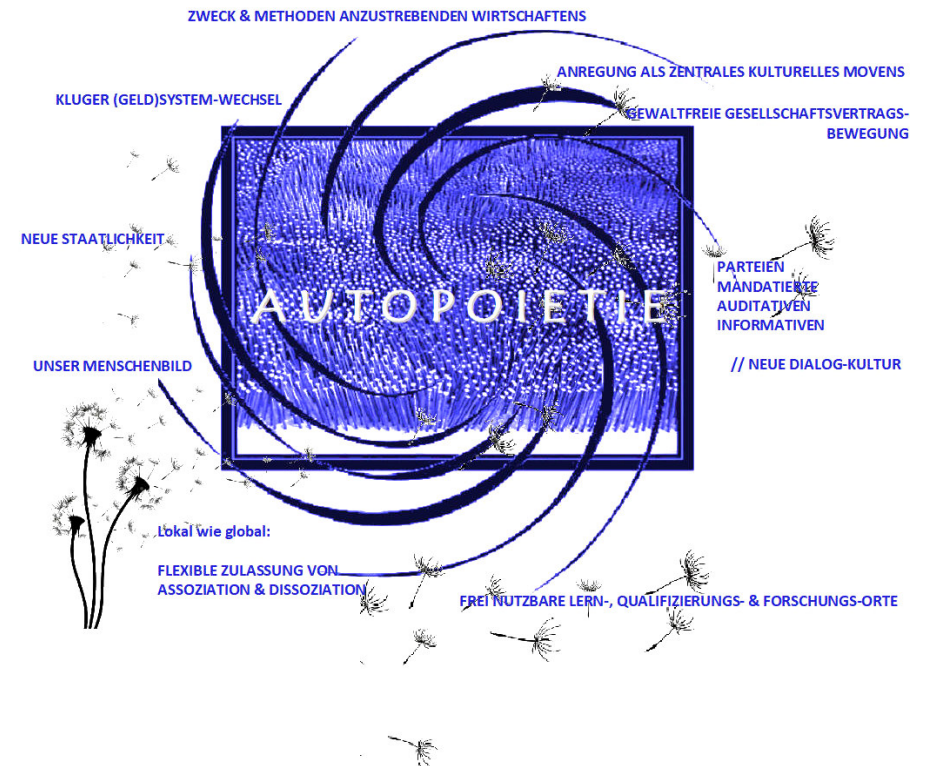 ZWECK & METHODEN ANZUSTREBENDEN WIRTSCHAFTENS
ANREGUNG ALS ZENTRALES KULTURELLES MOVENS
KLUGER (GELD)SYSTEM-WECHSEL
GEWALTFREIE GESELLSCHAFTSVERTRAGS-
BEWEGUNG
NEUE STAATLICHKEIT
PARTEIEN
MANDATIERTE
AUDITATIVEN
INFORMATIVEN
AUTOPOIETIE
UNSER MENSCHENBILD
// NEUE DIALOG-KULTUR
Lokal wie global:
FLEXIBLE ZULASSUNG VON
ASSOZIATION & DISSOZIATION
FREI NUTZBARE LERN-, QUALIFIZIERUNGS- & FORSCHUNGS-ORTE